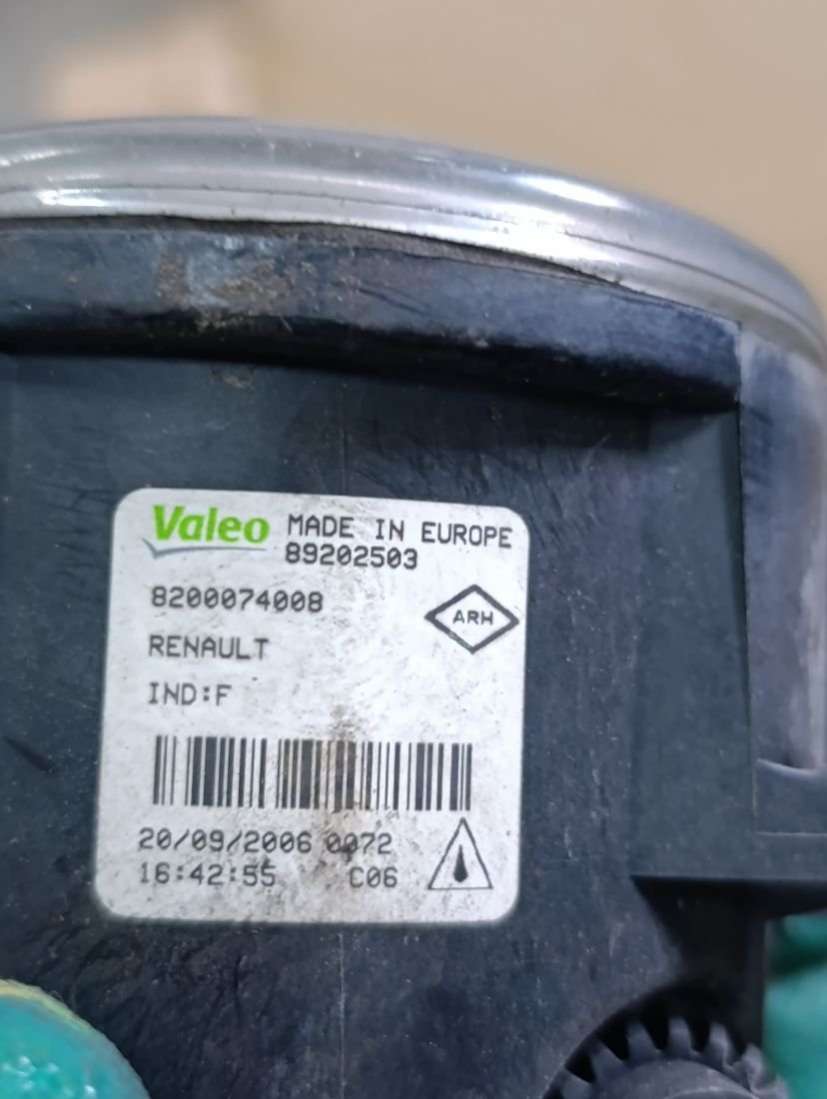 Valeo MADE IN EUROPE
89202503
8200074008
ARH
RENAULT
IND:F
20/09/2006 0072
16:42:55 C06